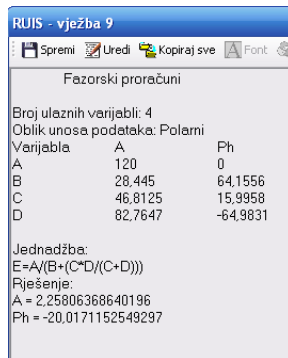 RUIS - vježba 9
Spremi Uredi Kopiraj sve A Font
Fazorski proračuni
Broj ulaznih varijabli: 4
Oblik unosa podataka: Polarni
Varijabla A Ph
A 120 0
B 28,445 64,1556
C 46,8125 15,9958
D 82,7647 -64,9831
Jednadžba:
E=A/(B+(C*D/(C+D)))
Rješenje:
A = 2,25806368640196
Ph = -20,0171152549297